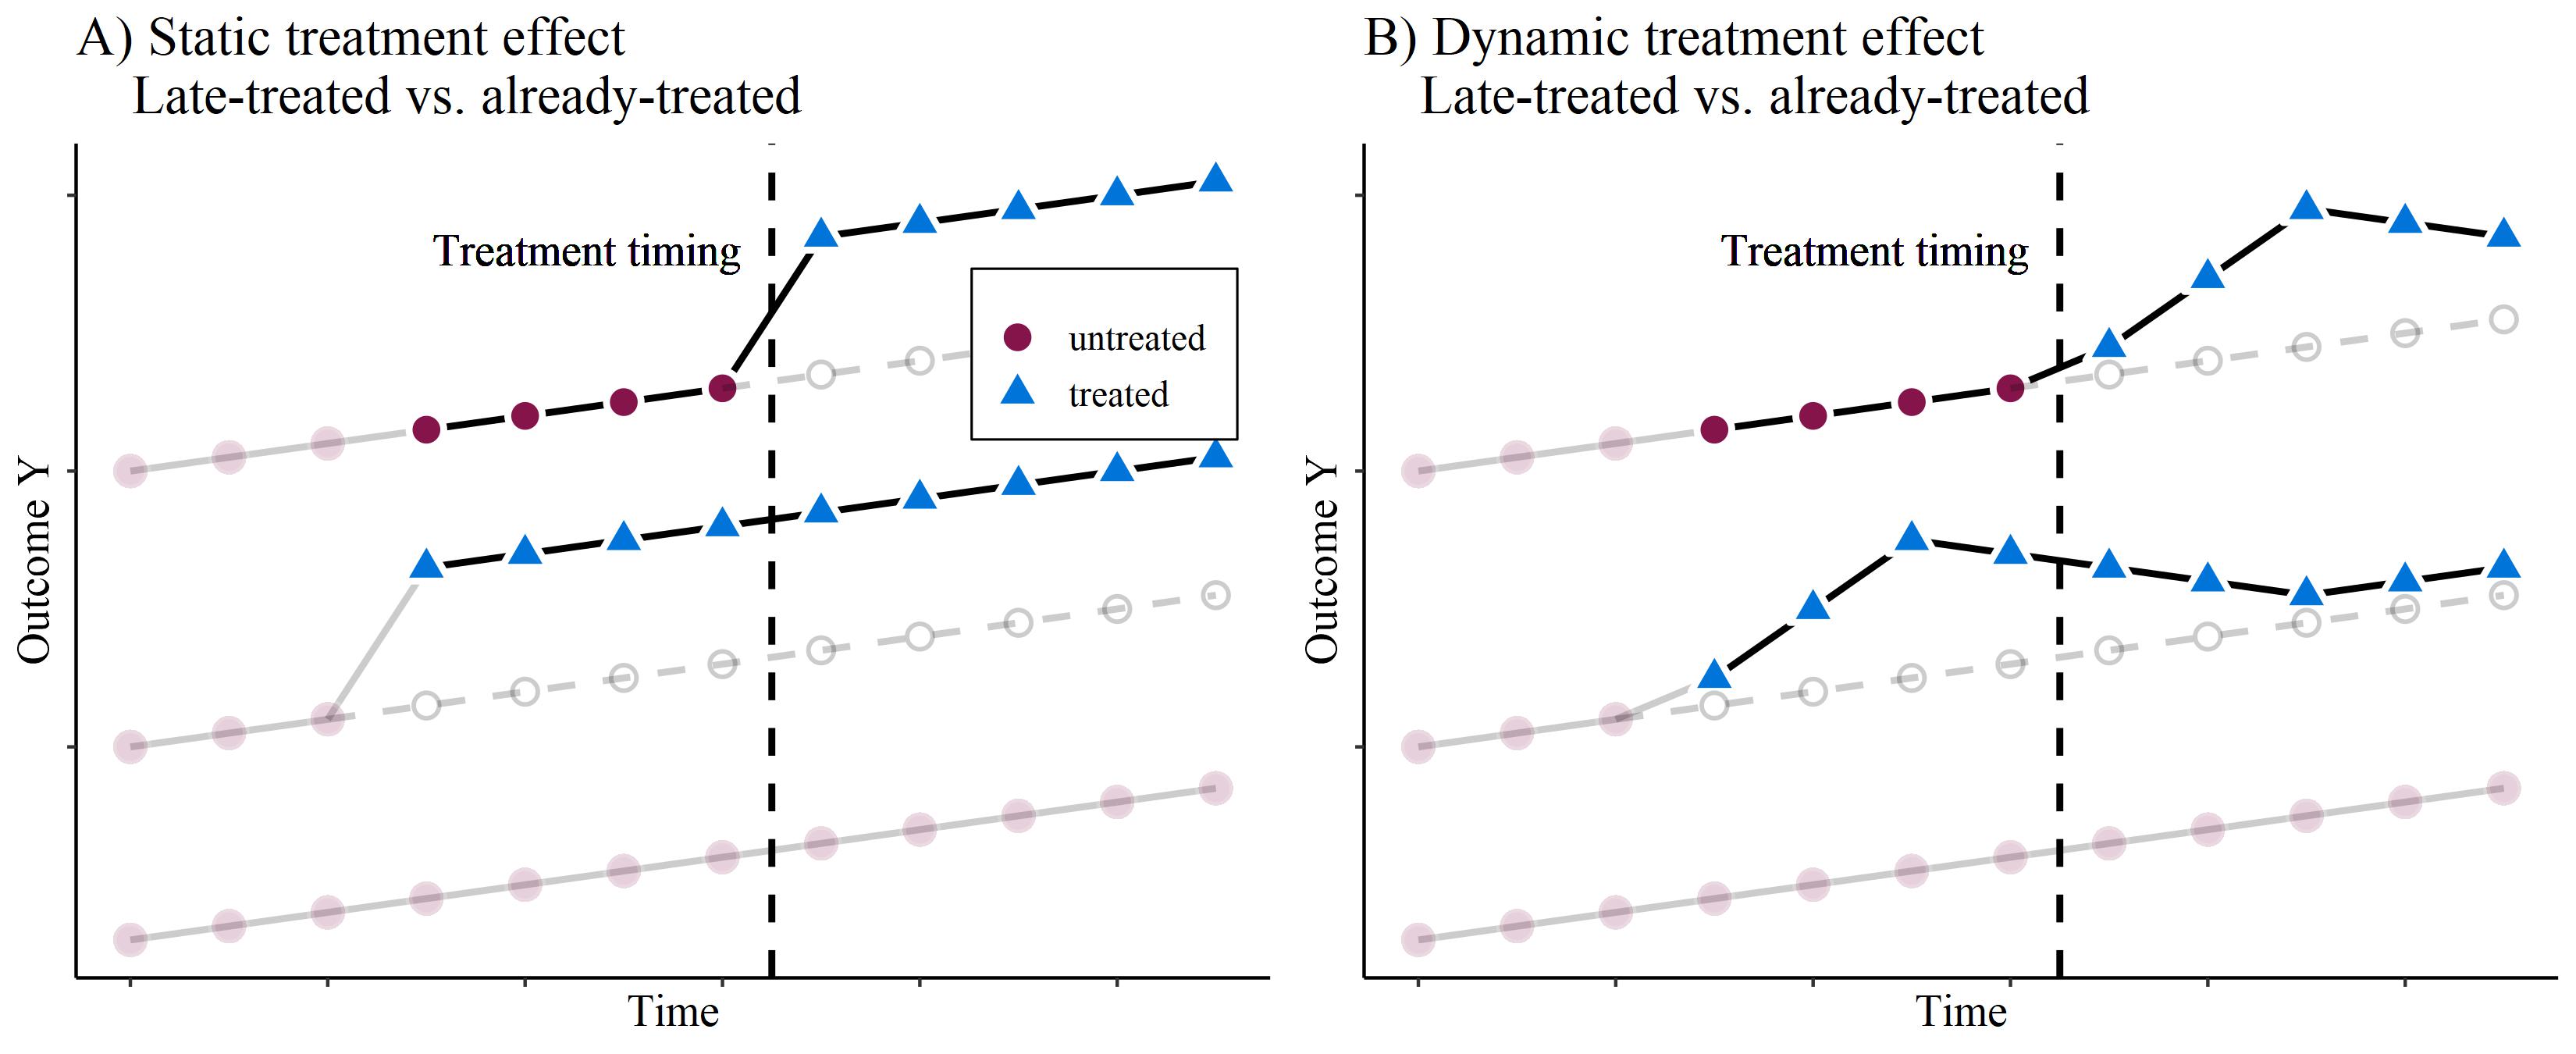 A) Static treatment effect
Late-treated vs. already-treated
Treatment timing
untreated
treated
Outcome Y
Time
B) Dynamic treatment effect
Late-treated vs. already-treated
Treatment timing
Outcome Y
Time